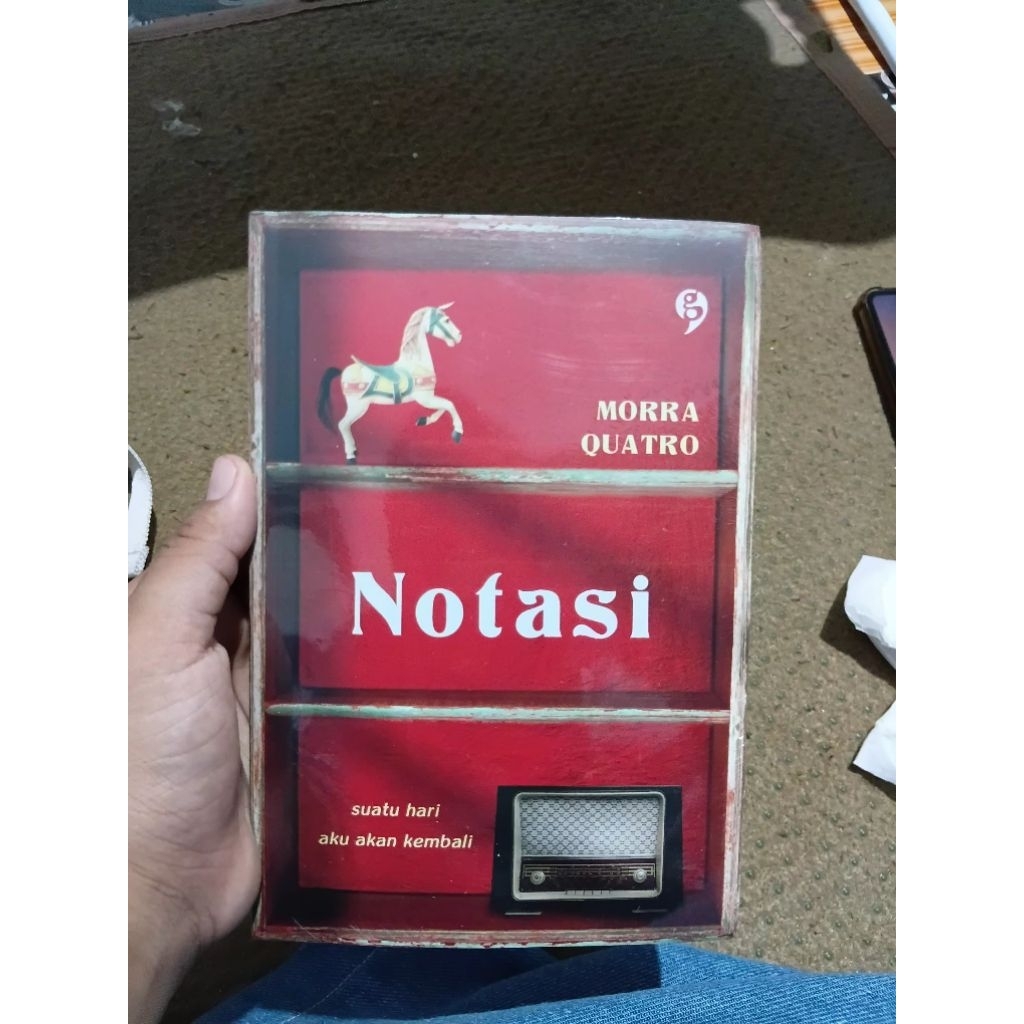 MORRA
QUATRO
Notasi
suatu hari
aku akan kembali